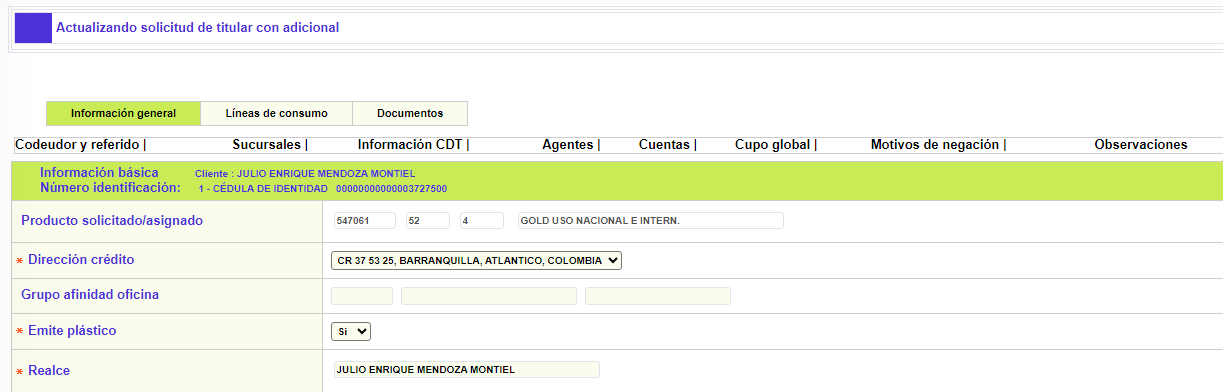 Actualizando solicitud de titular con adicional
Información general Líneas de consumo Documentos
Codeudor y referido | Sucursales | Información CDT | Agentes | Cuentas | Cupo global | Motivos de negación | Observaciones
Información básica Cliente : JULIO ENRIQUE MENDOZA MONTIEL
Número identificación: 1 - CÉDULA DE IDENTIDAD 00000000000003727500
Producto solicitado/asignado 547061 52 4 GOLD USO NACIONAL E INTERN.
* Dirección crédito CR 37 53 25, BARRANQUILLA, ATLANTICO, COLOMBIA
Grupo afinidad oficina
* Emite plástico Si
* Realce JULIO ENRIQUE MENDOZA MONTIEL